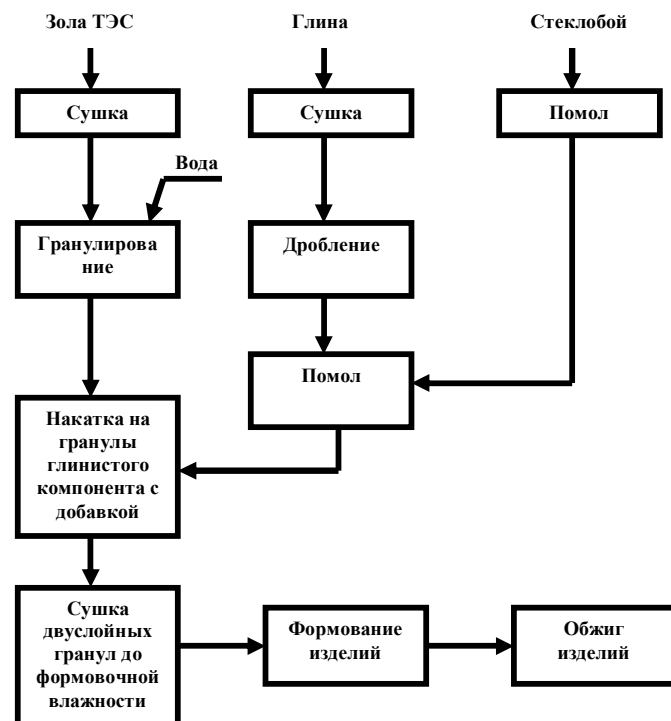 Зола ТЭС
Глина
Стеклобой
Сушка
Сушка
Помол
Вода
Гранулирова
ние
Дробление
Помол
Накатка на
гранулы
глинистого
компонента с
добавкой
Сушка
двуслойных
гранул до
формовочной
влажности
Формование
изделий
Обжиг
изделий